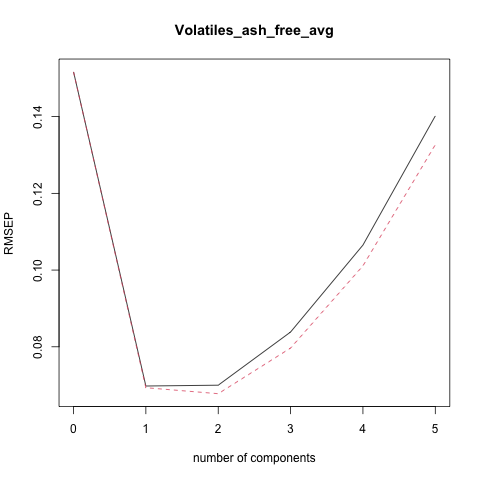 Volatiles_ash_free_avg
RMSEP
0.14
0.12
0.10
0.08
0 1 2 3 4 5
number of components